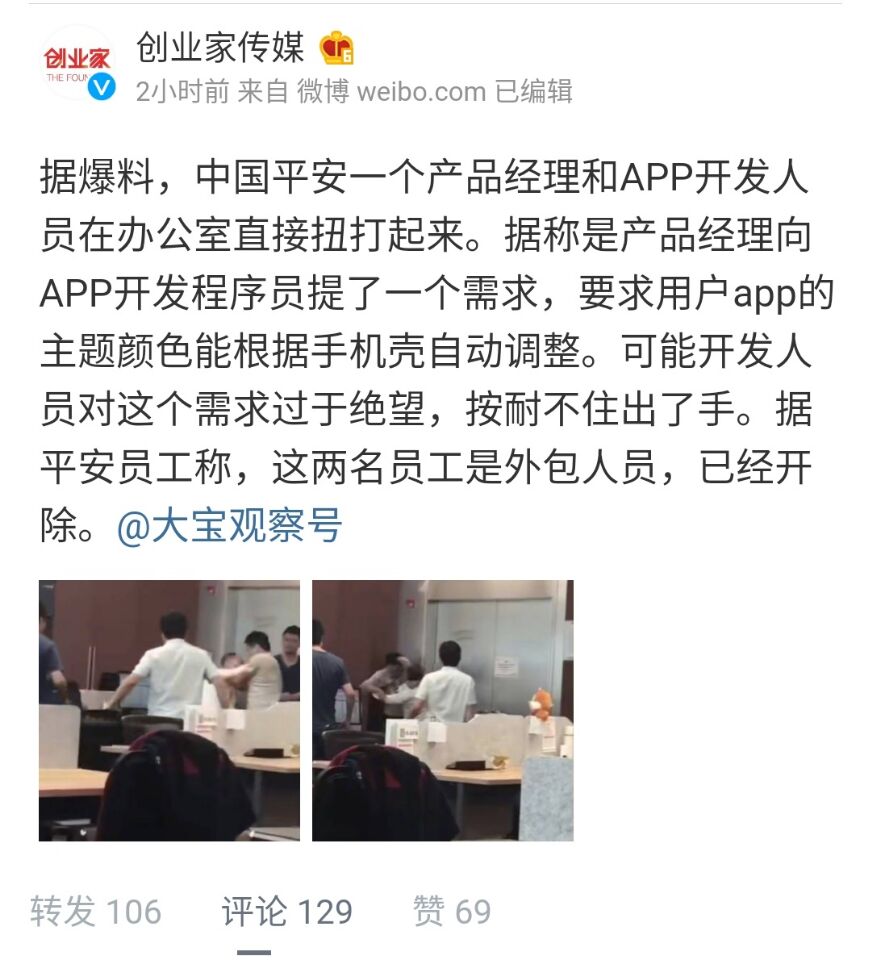 创业家
THE FOUN
创业家传媒
6
2小时前 来自 微博 weibo.com 已编辑
据爆料，中国平安一个产品经理和APP开发人
员在办公室直接扭打起来。据称是产品经理向
APP开发程序员提了一个需求，要求用户app的
主题颜色能根据手机壳自动调整。可能开发人
员对这个需求过于绝望，按耐不住出了手。据
平安员工称，这两名员工是外包人员，已经开
除。@大宝观察号
转发 106 评论 129 赞 69